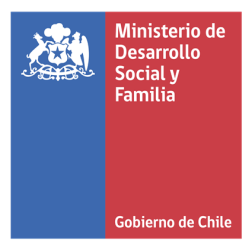 Ministerio de
Desarrollo
Social y
Familia
Gobierno de Chile